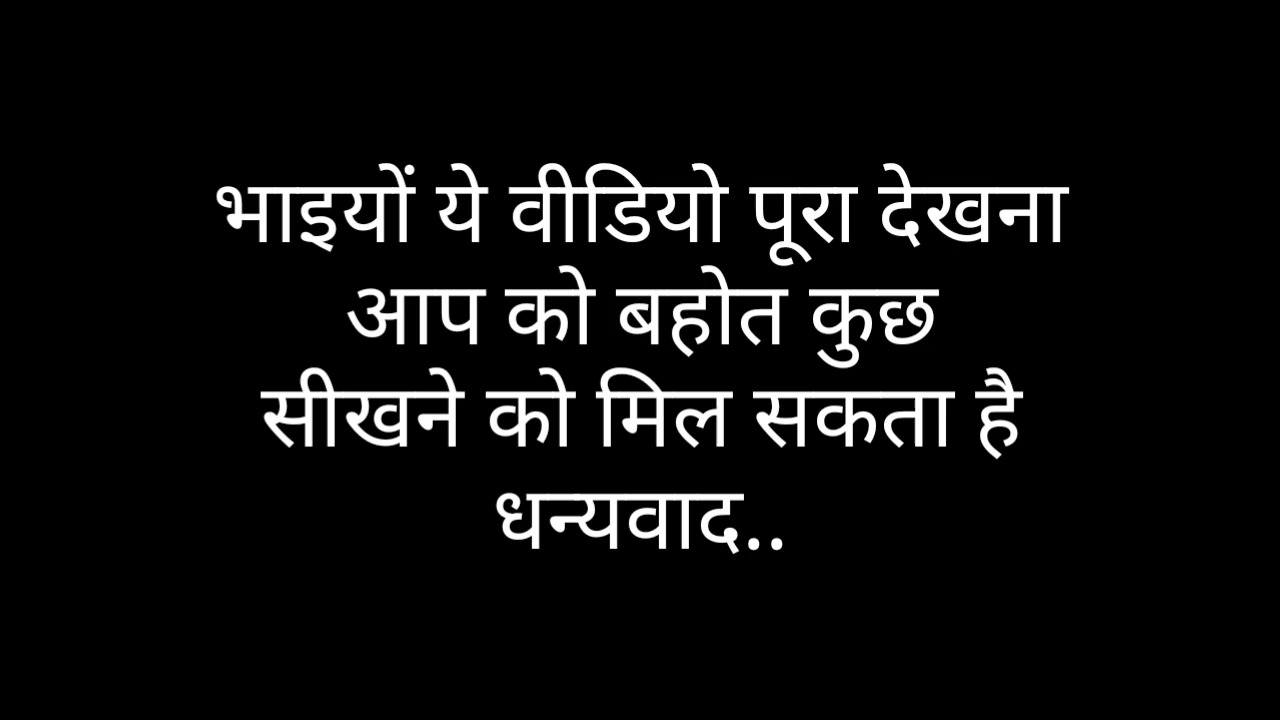 भाइयों ये वीडियो पूरा देखना
आप को बहोत कुछ
सीखने को मिल सकता है
धन्यवाद..